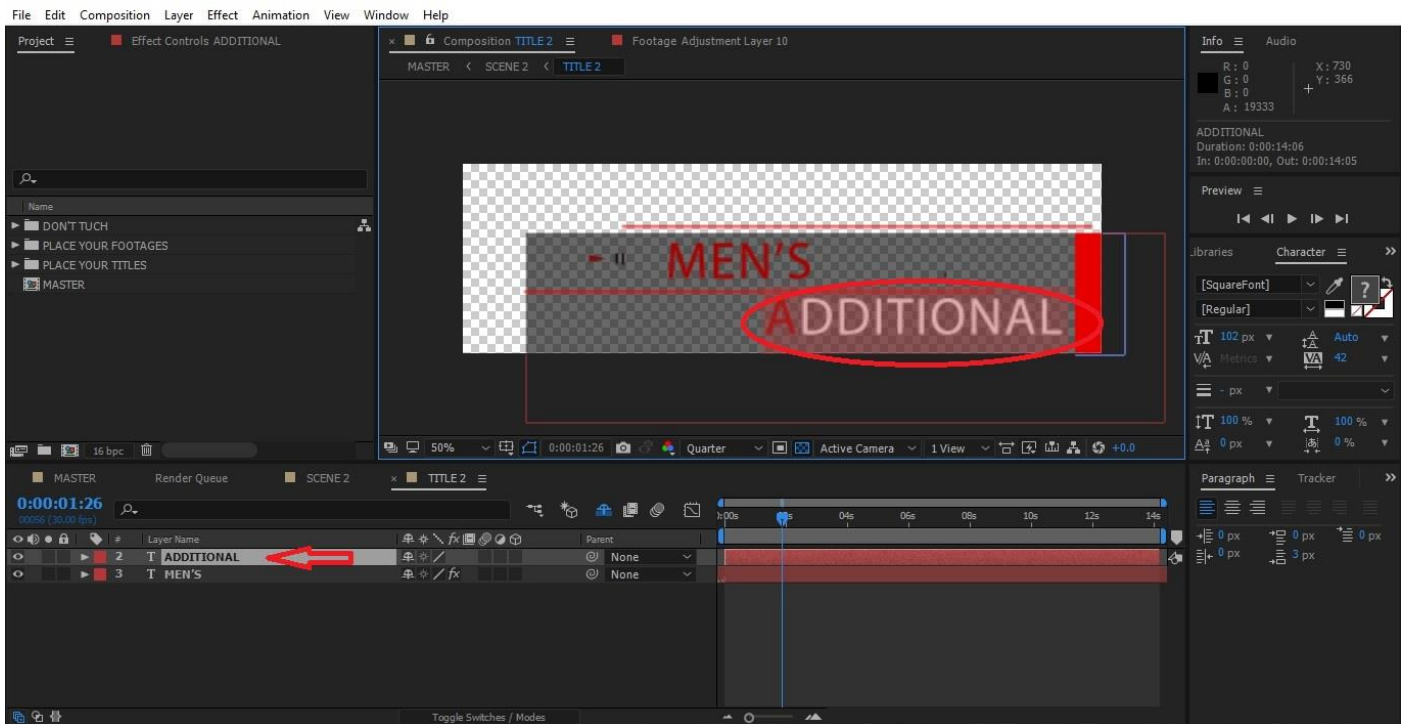 File Edit Composition Layer Effect Animation View Window Help
Project Effect Controls ADDITIONAL
Composition TITLE 2 Footage Adjustment Layer 10
Info Audio
MASTER SCENE 2 TITLE 2
R : 0 X : 730
G : 0 Y : 366
B : 0
A : 19333
ADDITIONAL
Duration: 0:00:14:06
In: 0:00:00:00, Out: 0:00:14:05
Preview
Name
DON'T TUCH
PLACE YOUR FOOTAGES
PLACE YOUR TITLES
MASTER
MEN'S
ADDITIONAL
.ibraries Character
[SquareFont]
[Regular]
102 px Auto
Metrics 42
- px
100 % 100 %
0 px 0 %
16 bpc
50% 0:00:01:26 Quarter Active Camera 1 View +0.0
MASTER Render Queue SCENE 2 TITLE 2
Paragraph Tracker
0:00:01:26
00056 (30.00 fps)
):00s 04s 06s 08s 10s 12s 14s
# Layer Name Parent
2 T ADDITIONAL None
3 T MEN'S None
0 px 0 px 0 px
0 px 3 px
Toggle Switches / Modes